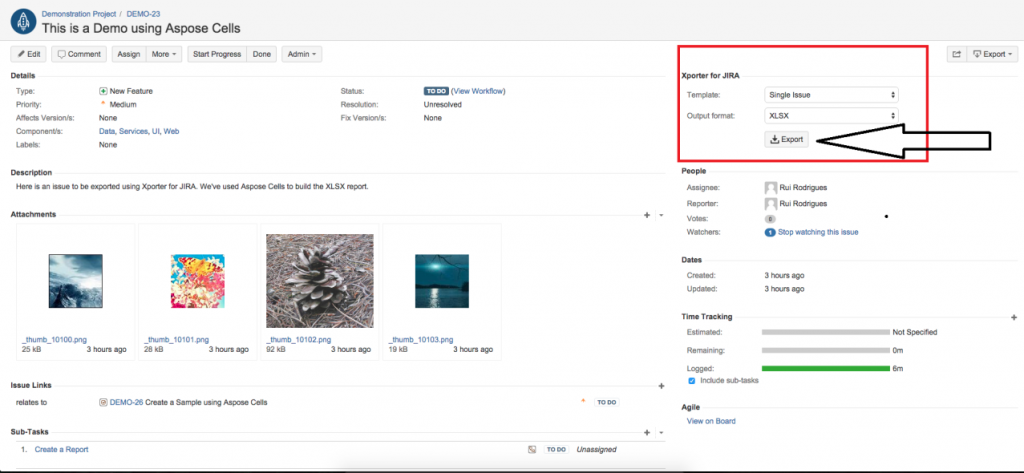 Demonstration Project / DEMO-23
This is a Demo using Aspose Cells
Edit Comment Assign More Start Progress Done Admin Export
Details
Type: New Feature Status: TO DO (View Workflow)
Priority: Medium Resolution: Unresolved
Affects Version/s: None Fix Version/s: None
Component/s: Data, Services, UI, Web
Labels: None
Description
Here is an issue to be exported using Xporter for JIRA. We've used Aspose Cells to build the XLSX report.
Attachments
_thumb_10100.png _thumb_10101.png _thumb_10102.png _thumb_10103.png
25 kB 3 hours ago 28 kB 3 hours ago 92 kB 3 hours ago 19 kB 3 hours ago
Issue Links
relates to DEMO-26 Create a Sample using Aspose Cells TO DO
Sub-Tasks
1. Create a Report TO DO Unassigned
Xporter for JIRA
Template: Single Issue
Output format: XLSX
Export
People
Assignee: Rui Rodrigues
Reporter: Rui Rodrigues
Votes:
Watchers: 1 Stop watching this issue
Dates
Created: 3 hours ago
Updated: 3 hours ago
Time Tracking
Estimated: Not Specified
Remaining: 0m
Logged: 6m
Include sub-tasks
Agile
View on Board